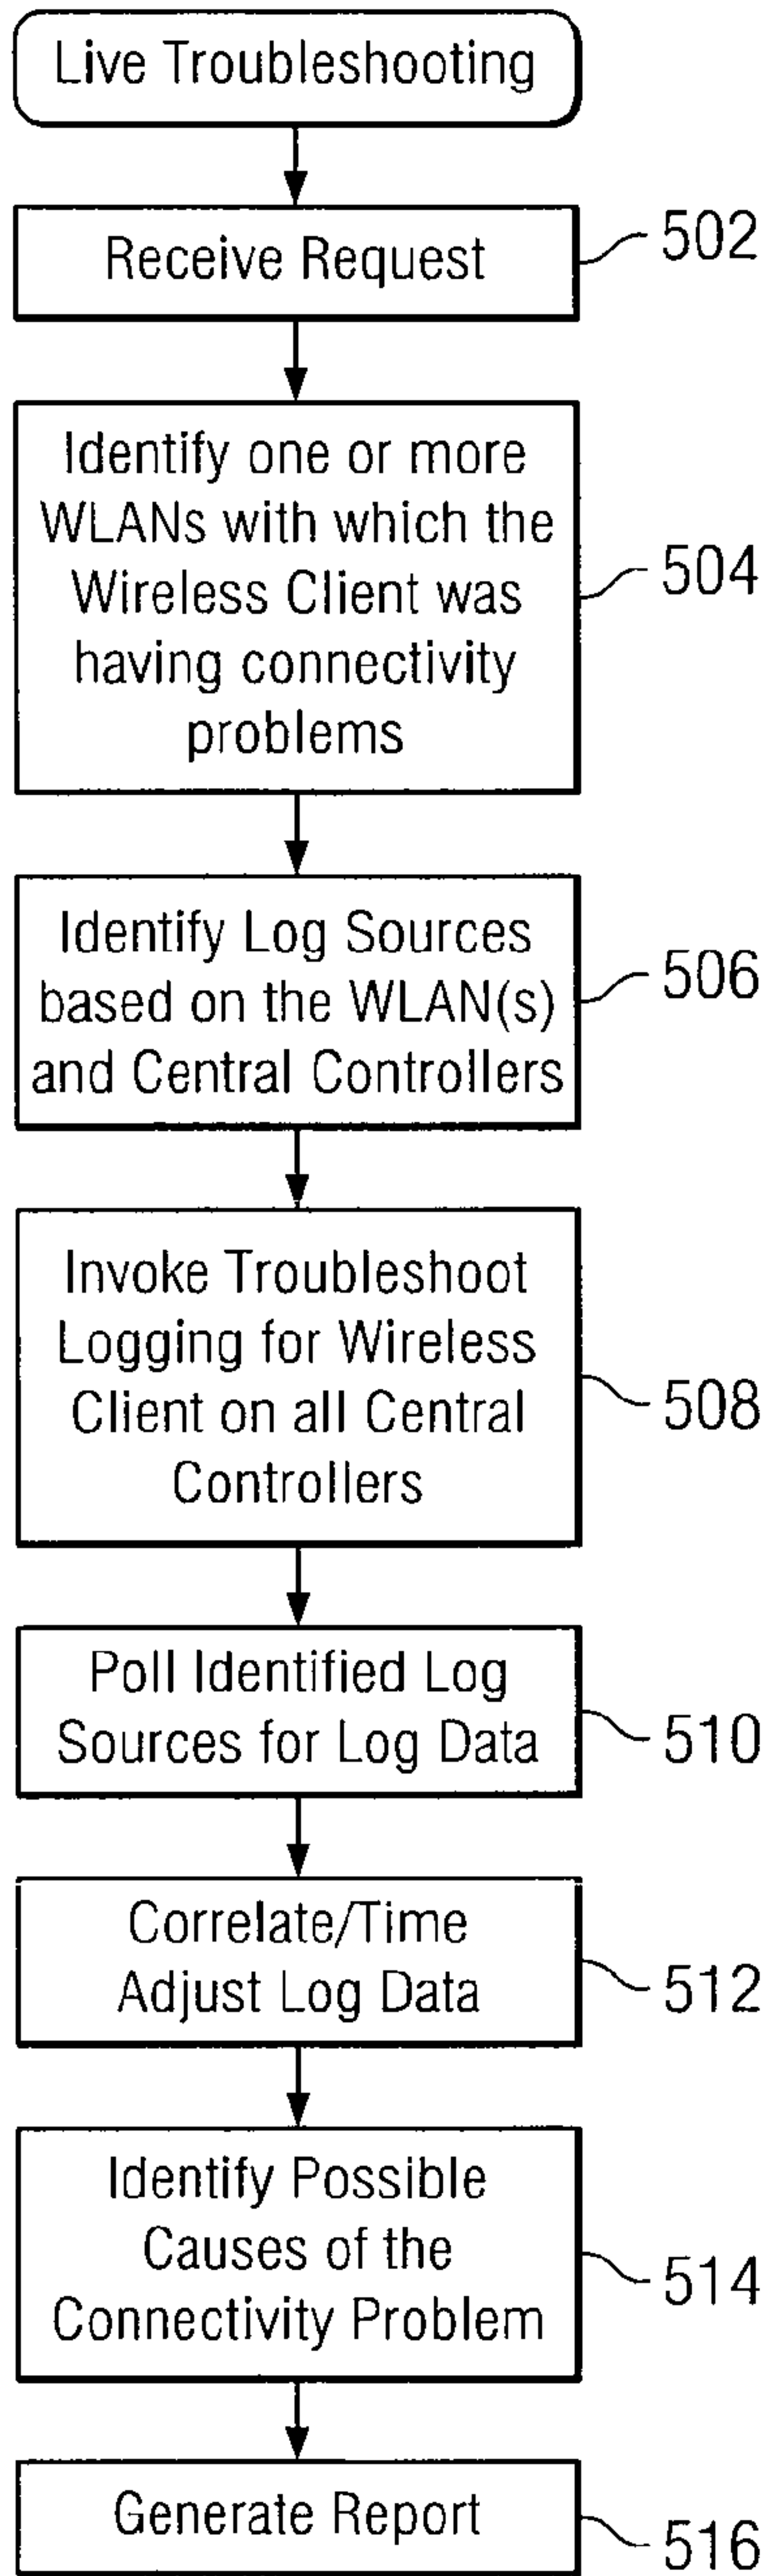 Live Troubleshooting
Receive Request
502
Identify one or more
WLANs with which the
Wireless Client was
having connectivity
problems
504
Identify Log Sources
based on the WLAN(s)
and Central Controllers
506
Invoke Troubleshoot
Logging for Wireless
Client on all Central
Controllers
508
Poll Identified Log
Sources for Log Data
510
Correlate/Time
Adjust Log Data
512
Identify Possible
Causes of the
Connectivity Problem
514
Generate Report
516